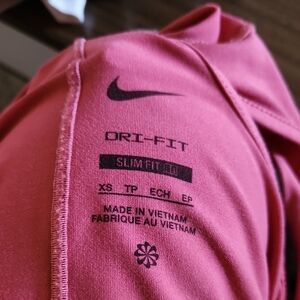 DRI-FIT
SLIM FIT
XS TP ECH EP
MADE IN VIETNAM
FABRIQUE AU VIETNAM